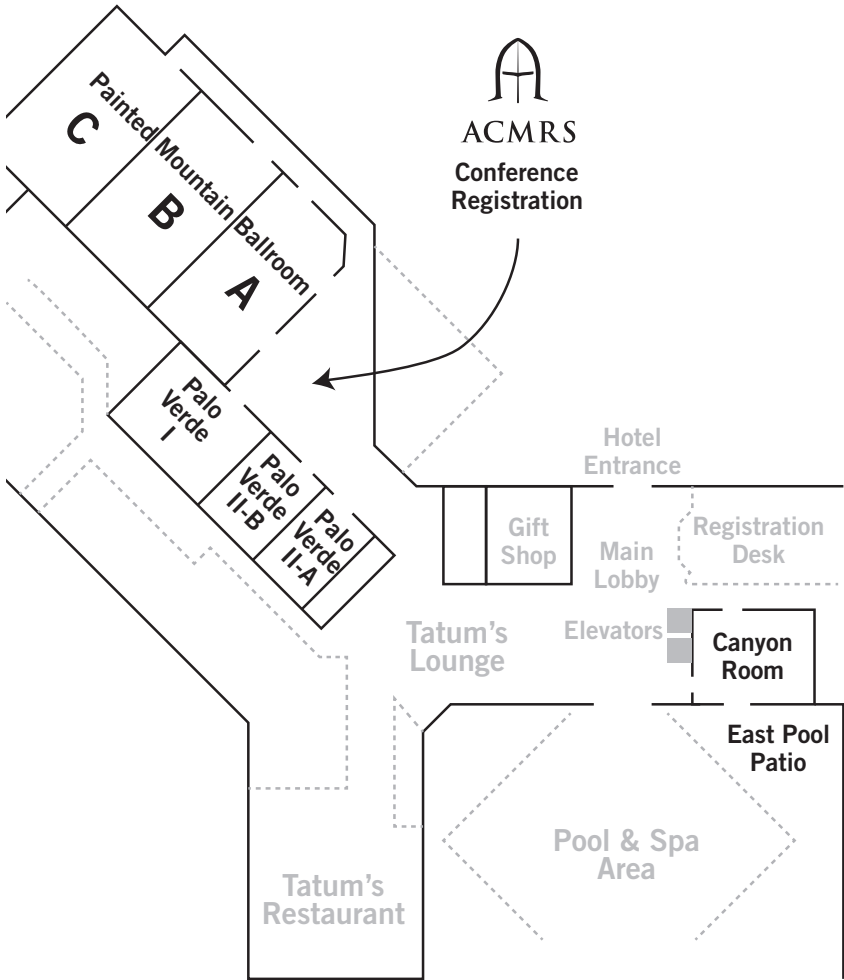 ACMRS
Conference
Registration
Painted Mountain Ballroom
C
B
A
Palo
Verde
I
Palo
Verde
II-B
Palo
Verde
II-A
Hotel
Entrance
Gift
Shop
Main
Lobby
Registration
Desk
Tatum's
Lounge
Elevators
Canyon
Room
East Pool
Patio
Pool & Spa
Area
Tatum's
Restaurant